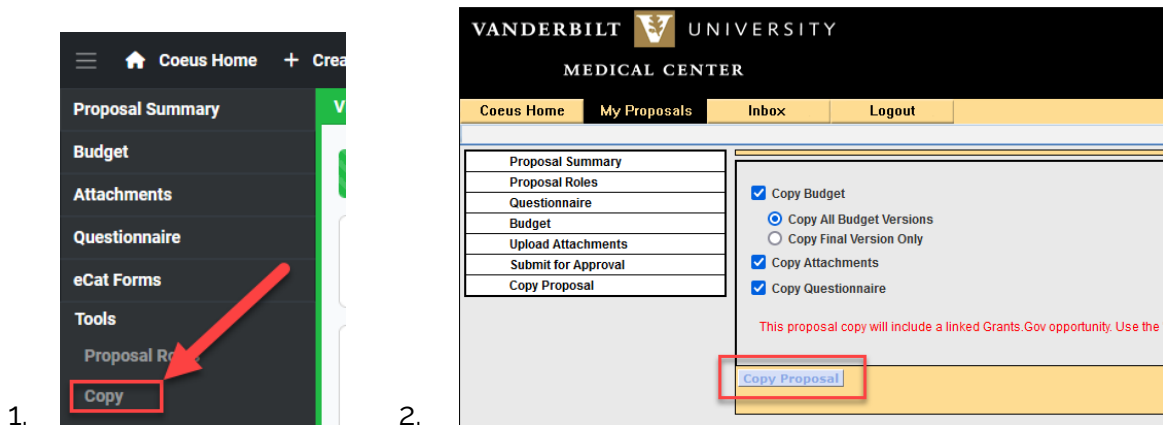 Coeus Home + Crea
Proposal Summary
V
Budget
Attachments
Questionnaire
eCat Forms
Tools
Proposal
Copy
1.
VANDERBILT V UNIVERSITY
MEDICAL CENTER
Coeus Home My Proposals Inbox Logout
Proposal Summary
Proposal Roles
Questionnaire
Budget
Upload Attachments
Submit for Approval
Copy Proposal
Copy Budget
Copy All Budget Versions
Copy Final Version Only
Copy Attachments
Copy Questionnaire
This proposal copy will include a linked Grants.Gov opportunity. Use the
Copy Proposal
2.